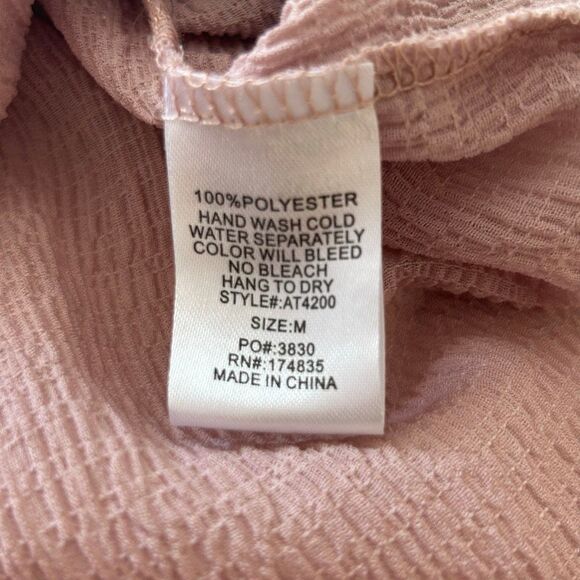 100%POLYESTER
HAND WASH COLD
WATER SEPARATELY
COLOR WILL BLEED
NO BLEACH
HANG TO DRY
STYLE#:AT4200
SIZE:M
PO#:3830
RN#:174835
MADE IN CHINA